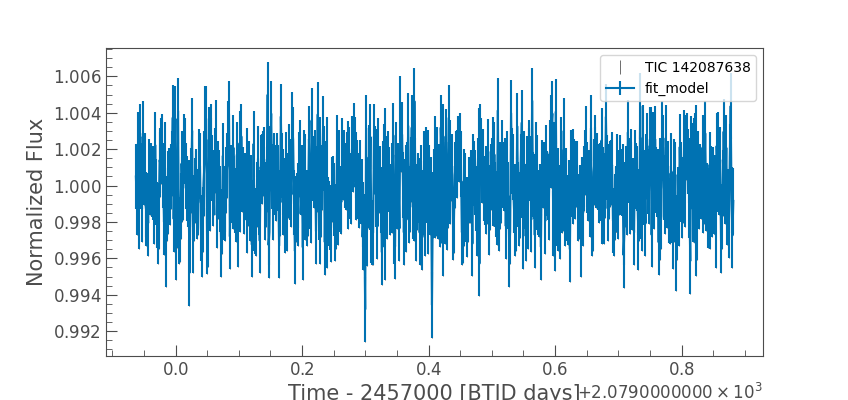 TIC 142087638
fit_model
Normalized Flux
1.006
1.004
1.002
1.000
0.998
0.996
0.994
0.992
0.0
0.2
0.4
0.6
0.8
Time - 2457000 [BTJD days]
+2.0790000000 × 10³